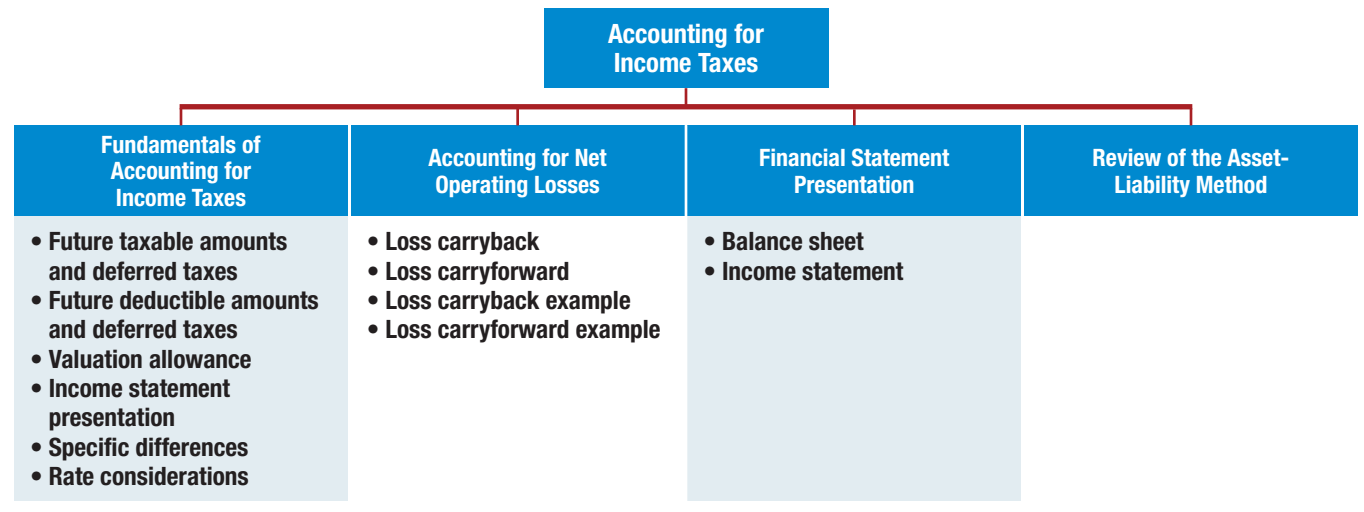 Accounting for
Income Taxes
Fundamentals of
Accounting for
Income Taxes
• Future taxable amounts
and deferred taxes
• Future deductible amounts
and deferred taxes
• Valuation allowance
• Income statement
presentation
• Specific differences
• Rate considerations
Accounting for Net
Operating Losses
• Loss carryback
• Loss carryforward
• Loss carryback example
• Loss carryforward example
Financial Statement
Presentation
• Balance sheet
• Income statement
Review of the Asset-
Liability Method